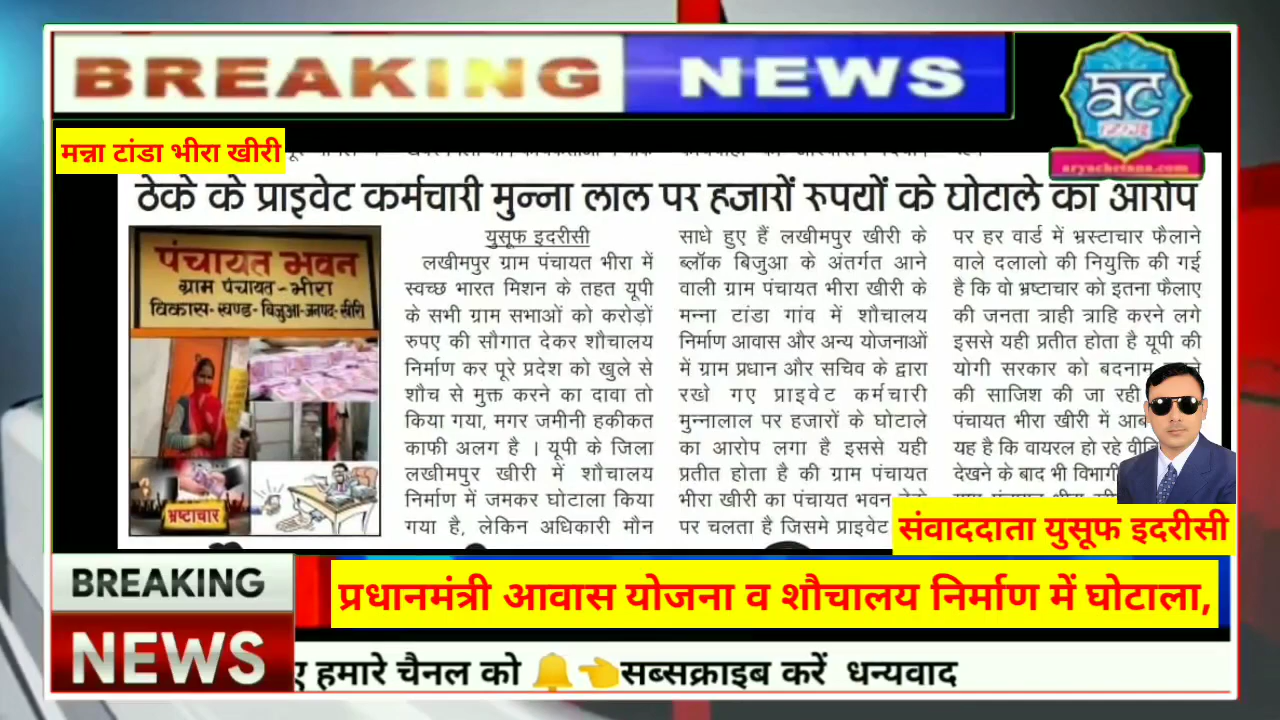 BREAKING NEWS
ac
aryachetana.com
मन्ना टांडा भीरा खीरी
ठेके के प्राइवेट कर्मचारी मुन्ना लाल पर हजारों रुपयों के घोटाले का आरोप
पंचायत भवन
ग्राम पंचायत-भीरा
विकास-खण्ड-बिजुआ-जनपद-खीरी
भ्रष्टाचार
युसूफ इदरीसी
लखीमपुर ग्राम पंचायत भीरा में
स्वच्छ भारत मिशन के तहत यूपी
के सभी ग्राम सभाओं को करोड़ों
रुपए की सौगात देकर शौचालय
निर्माण कर पूरे प्रदेश को खुले से
शौच से मुक्त करने का दावा तो
किया गया, मगर जमीनी हकीकत
काफी अलग है । यूपी के जिला
लखीमपुर खीरी में शौचालय
निर्माण में जमकर घोटाला किया
गया है, लेकिन अधिकारी मौन
साधे हुए हैं लखीमपुर खीरी के
ब्लॉक बिजुआ के अंतर्गत आने
वाली ग्राम पंचायत भीरा खीरी के
मन्ना टांडा गांव में शौचालय
निर्माण आवास और अन्य योजनाओं
में ग्राम प्रधान और सचिव के द्वारा
रखे गए प्राइवेट कर्मचारी
मुन्नालाल पर हजारों के घोटाले
का आरोप लगा है इससे यही
प्रतीत होता है की ग्राम पंचायत
भीरा खीरी का पंचायत भवन
पर चलता है जिसमे प्राइवेट
पर हर वार्ड में भ्रस्टाचार फैलाने
वाले दलालो की नियुक्ति की गई
है कि वो भ्रष्टाचार को इतना फैलाए
की जनता त्राही त्राहि करने लगे
इससे यही प्रतीत होता है यूपी की
योगी सरकार को बदनाम
की साजिश की जा रही
पंचायत भीरा खीरी में
यह है कि वायरल हो रहे
देखने के बाद भी विभागी
संवाददाता युसूफ इदरीसी
BREAKING
NEWS
प्रधानमंत्री आवास योजना व शौचालय निर्माण में घोटाला,
हमारे चैनल को 🔔👈सब्सक्राइब करें धन्यवाद